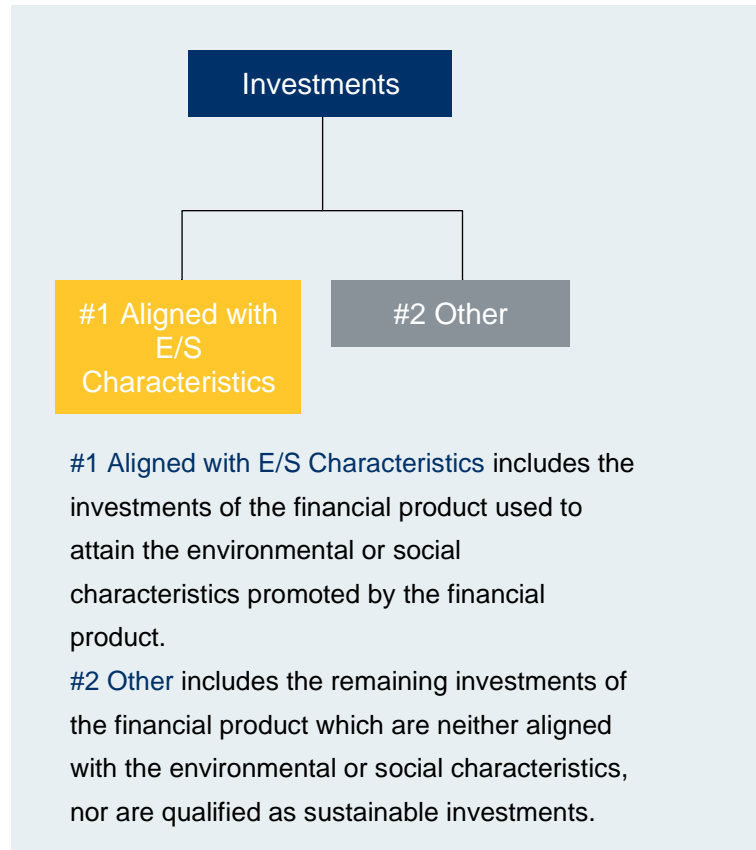 Investments
#1 Aligned with
E/S
Characteristics
#2 Other
#1 Aligned with E/S Characteristics includes the
investments of the financial product used to
attain the environmental or social
characteristics promoted by the financial
product.
#2 Other includes the remaining investments of
the financial product which are neither aligned
with the environmental or social characteristics,
nor are qualified as sustainable investments.